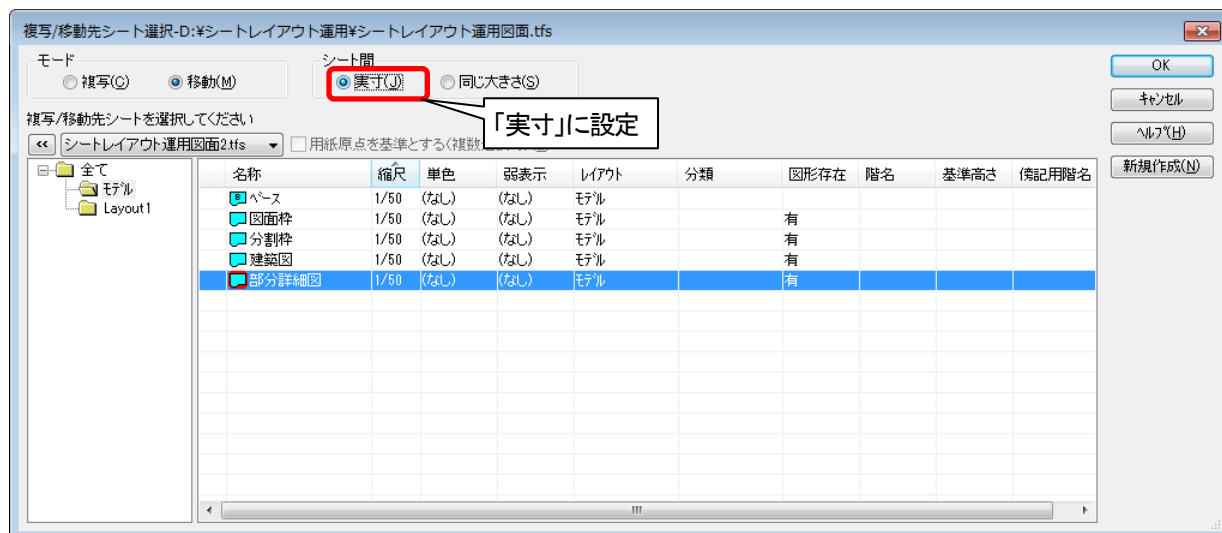 複写/移動先シート選択-D:¥シートレイアウト運用¥シートレイアウト運用図面.tfs
モード
複写(C) 移動(M)
シート間
実寸(J) 同じ大きさ(S)
OK
キャンセル
ヘルプ(H)
新規作成(N)
「実寸」に設定
複写/移動先シートを選択してください
<< シートレイアウト運用図面2.tfs 用紙原点を基準とする(複数
全て
モデル
Layout1
名称 縮尺 単色 弱表示 レイアウト 分類 図形存在 階名 基準高さ 傍記用階名
B ベース 1/50 (なし) (なし) モデル
図面枠 1/50 (なし) (なし) モデル 有
分割枠 1/50 (なし) (なし) モデル 有
建築図 1/50 (なし) (なし) モデル 有
部分詳細図 1/50 (なし) (なし) モデル 有